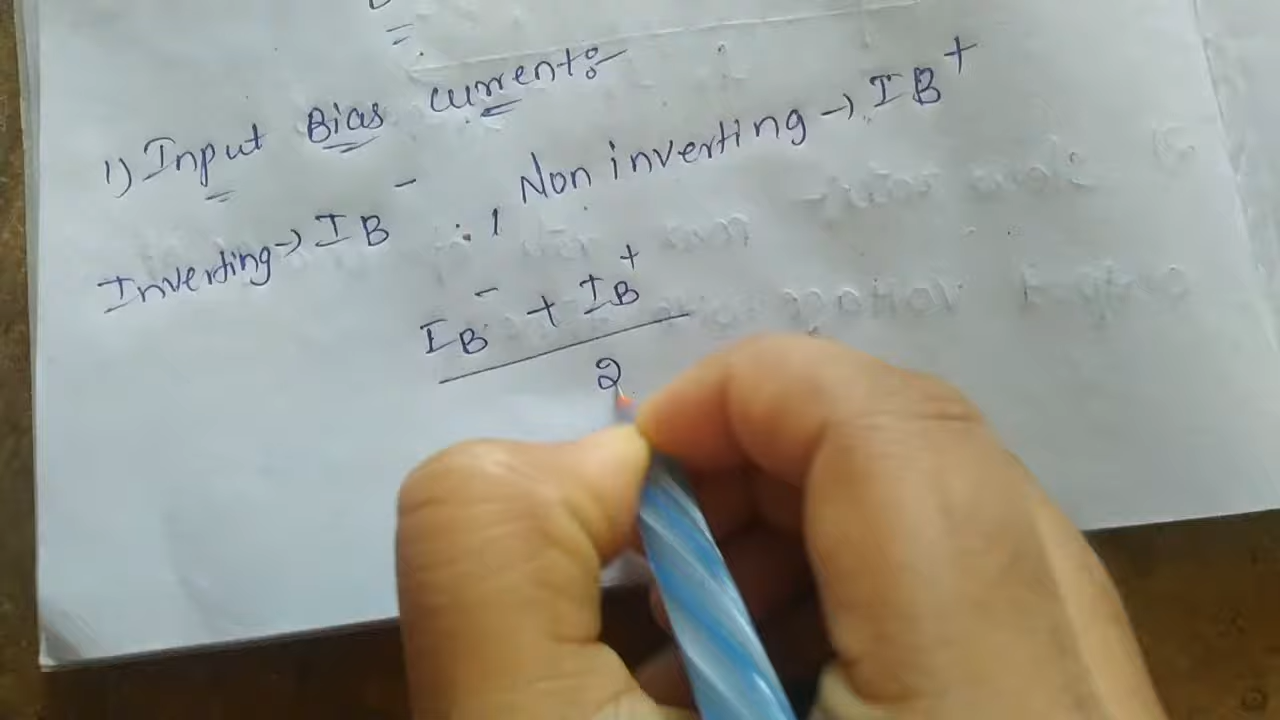 1) Input Bias current:-
Inverting → IB⁻ , Non inverting → IB⁺
IB⁻ + IB⁺
2